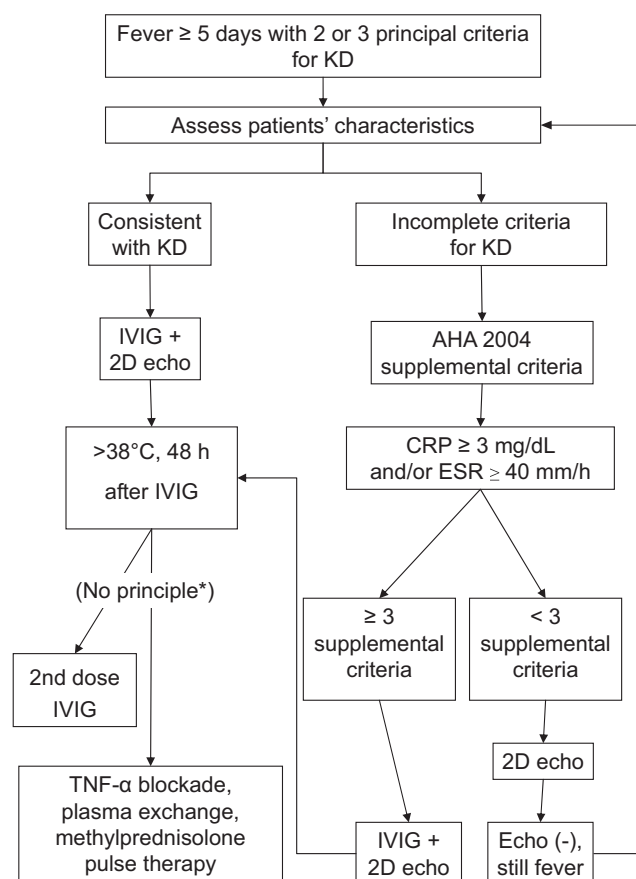 Fever ≥ 5 days with 2 or 3 principal criteria
for KD
Assess patients’ characteristics
Consistent
with KD
Incomplete criteria
for KD
IVIG +
2D echo
AHA 2004
supplemental criteria
>38°C, 48 h
after IVIG
CRP ≥ 3 mg/dL
and/or ESR ≥ 40 mm/h
(No principle*)
≥ 3
supplemental
criteria
< 3
supplemental
criteria
2nd dose
IVIG
2D echo
TNF-α blockade,
plasma exchange,
methylprednisolone
pulse therapy
IVIG +
2D echo
Echo (-),
still fever